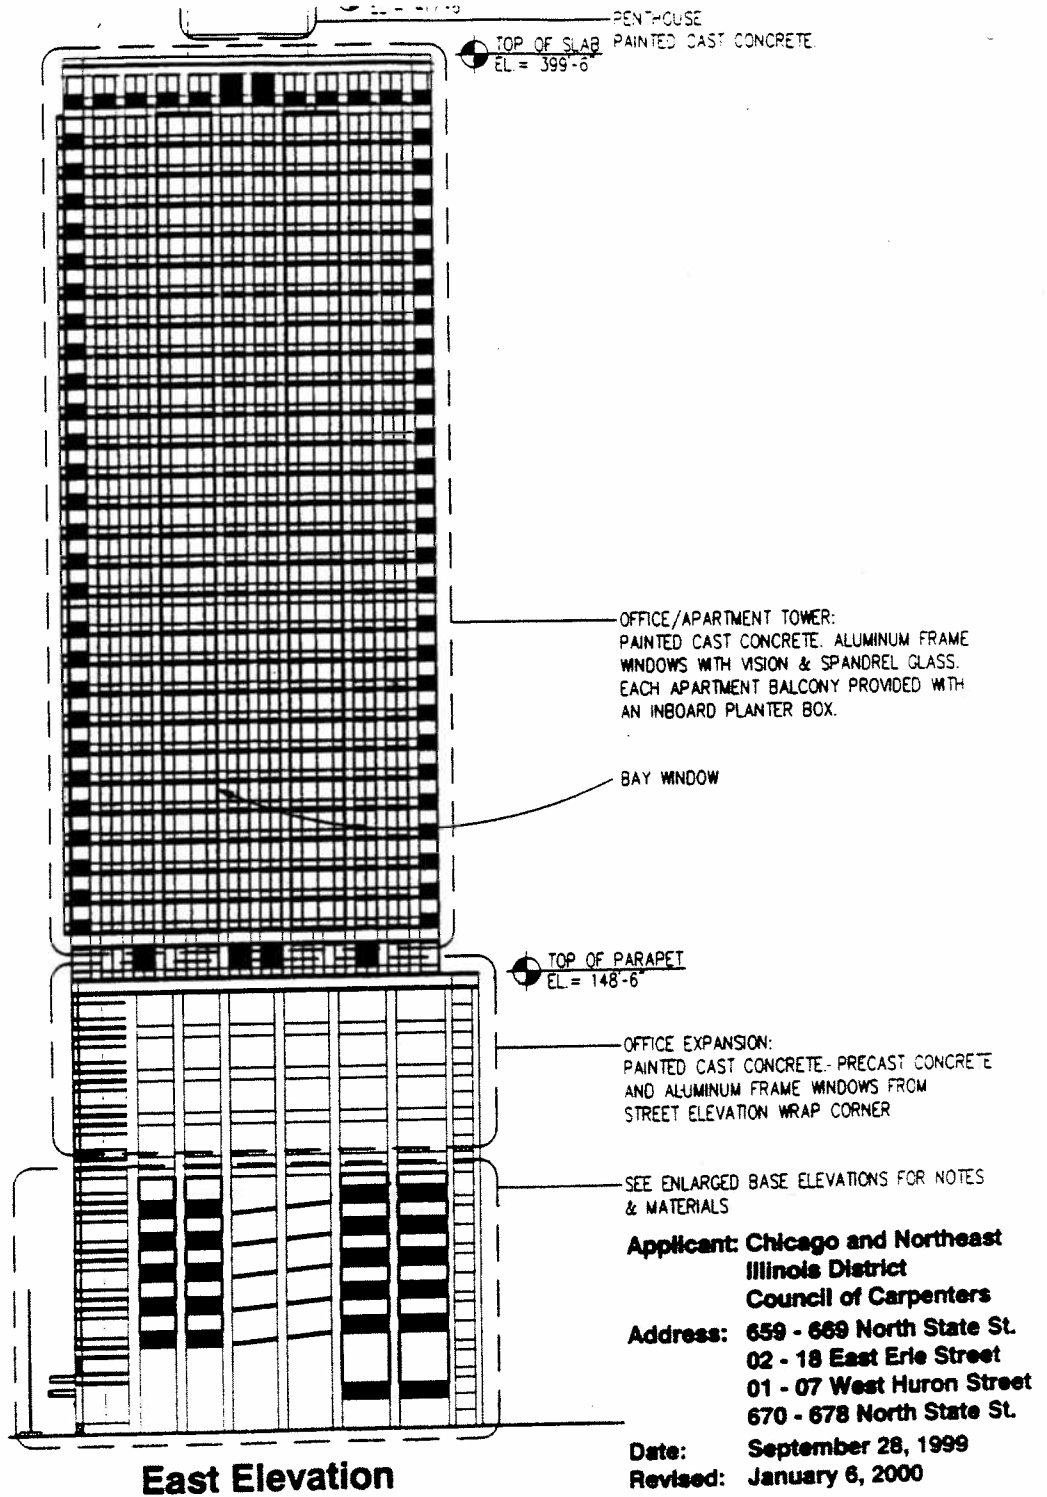 PENTHOUSE
PAINTED CAST CONCRETE.
TOP OF SLAB
EL. = 399'-6"
OFFICE/APARTMENT TOWER:
PAINTED CAST CONCRETE. ALUMINUM FRAME
WINDOWS WITH VISION & SPANDREL GLASS.
EACH APARTMENT BALCONY PROVIDED WITH
AN INBOARD PLANTER BOX.
BAY WINDOW
TOP OF PARAPET
EL. = 148'-6"
OFFICE EXPANSION:
PAINTED CAST CONCRETE.- PRECAST CONCRETE
AND ALUMINUM FRAME WINDOWS FROM
STREET ELEVATION WRAP CORNER
SEE ENLARGED BASE ELEVATIONS FOR NOTES
& MATERIALS
Applicant: Chicago and Northeast
Illinois District
Council of Carpenters
Address: 659 - 669 North State St.
02 - 18 East Erie Street
01 - 07 West Huron Street
670 - 678 North State St.
Date: September 28, 1999
Revised: January 6, 2000
East Elevation